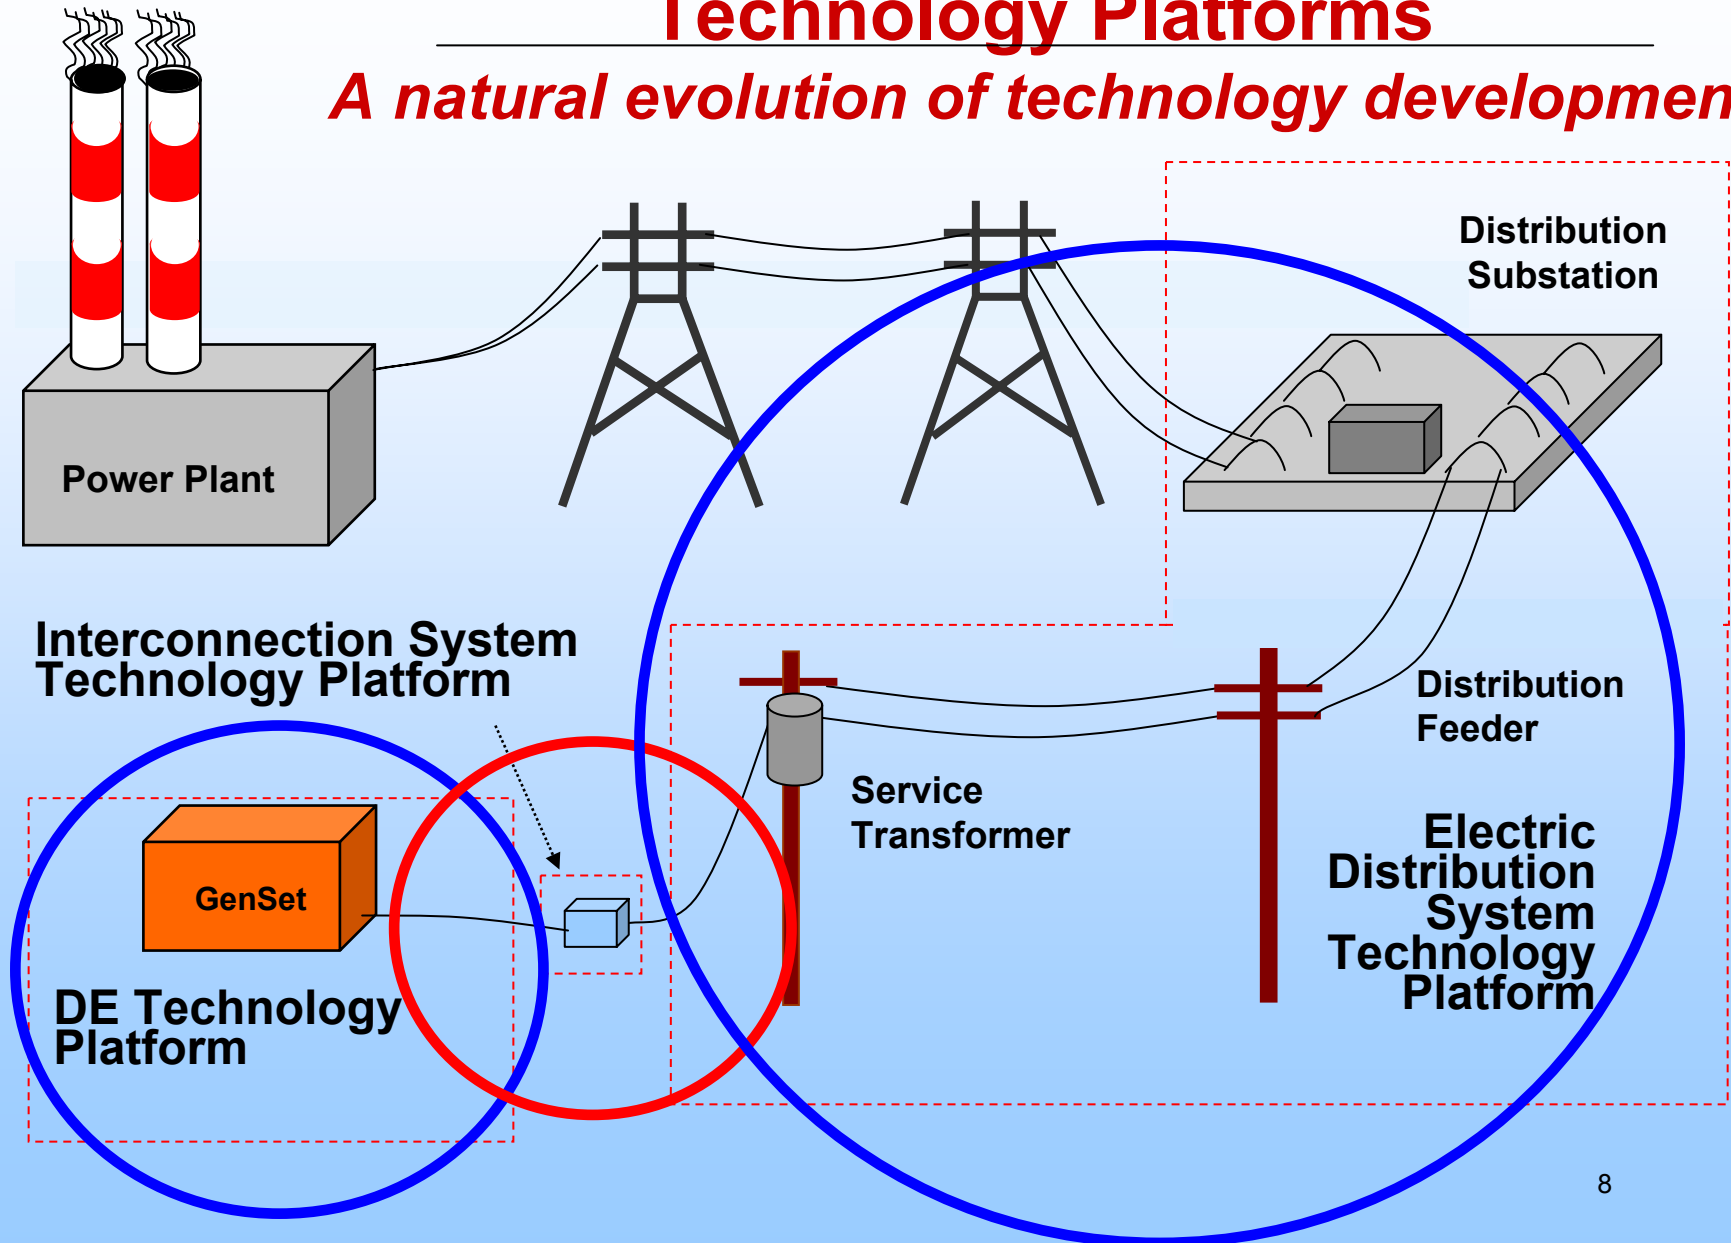 Technology Platforms
A natural evolution of technology developmen
Distribution
Substation
Power Plant
Interconnection System
Technology Platform
Distribution
Feeder
Service
Transformer
Electric
Distribution
System
Technology
Platform
GenSet
DE Technology
Platform
8